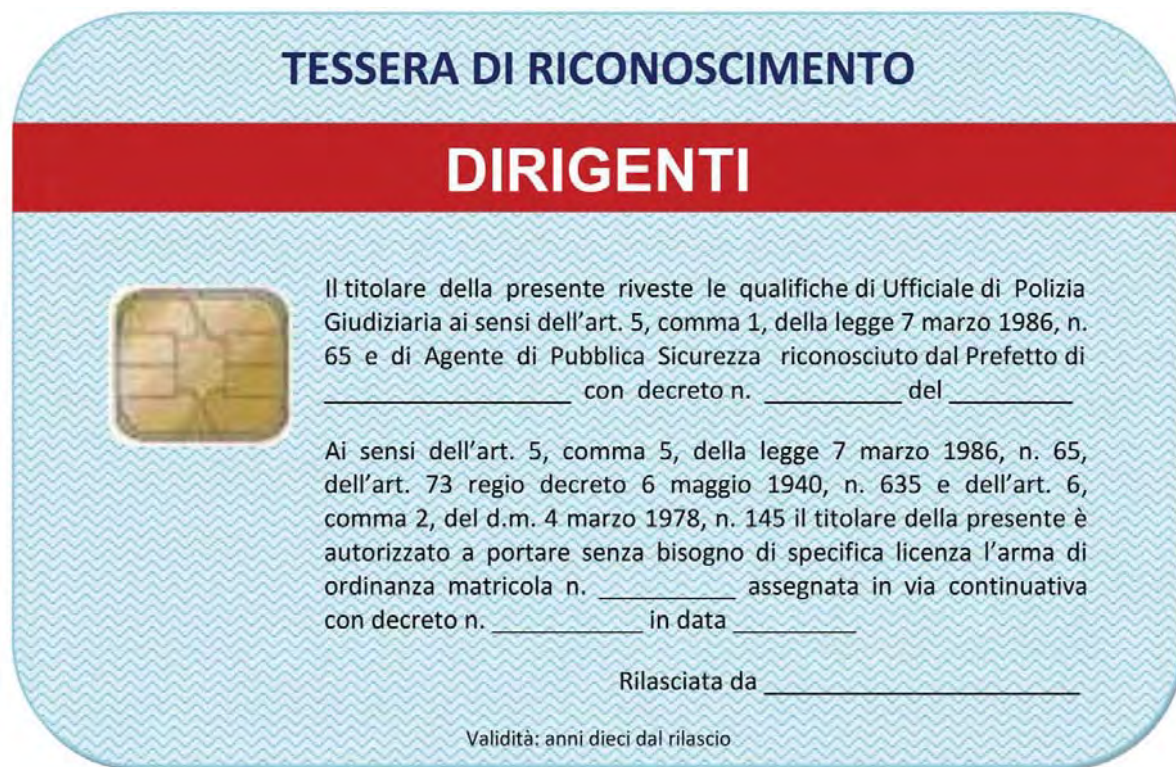 TESSERA DI RICONOSCIMENTO
DIRIGENTI
Il titolare della presente riveste le qualifiche di Ufficiale di Polizia
Giudiziaria ai sensi dell’art. 5, comma 1, della legge 7 marzo 1986, n.
65 e di Agente di Pubblica Sicurezza riconosciuto dal Prefetto di
__________________ con decreto n. __________ del _________
Ai sensi dell’art. 5, comma 5, della legge 7 marzo 1986, n. 65,
dell’art. 73 regio decreto 6 maggio 1940, n. 635 e dell’art. 6,
comma 2, del d.m. 4 marzo 1978, n. 145 il titolare della presente è
autorizzato a portare senza bisogno di specifica licenza l’arma di
ordinanza matricola n. __________ assegnata in via continuativa
con decreto n. ___________ in data _________
Rilasciata da _______________________
Validità: anni dieci dal rilascio